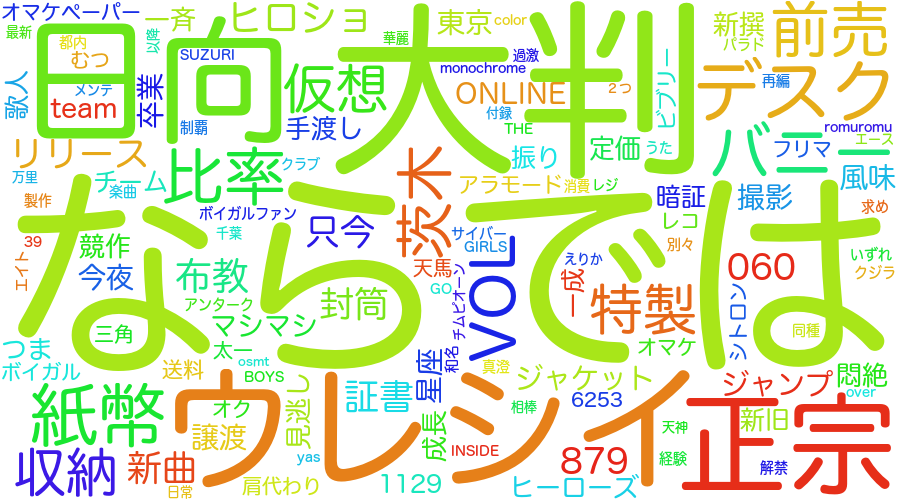 オマケペーパー
一斉
ヒロショ
東京
color
華麗
新撰
パラド
前売
最新
都内
以降
むつ
SUZURI
過激
日向
大判
デスク
歌人
メンテ
team
卒業
仮想
monochrome
ONLINE
2つ
再編
ビブリー
付録
THE
制覇
手渡し
定価
うた
バニー
romuromu
エース
フリマ
リリース
比率
クラブ
茨木
振り
風味
万里
チーム
楽曲
アラモード
消費
レジ
暗証
撮影
製作
ボイガルファン
只今
サイバー
GIRLS
レコ
求め
39
競作
千葉
別々
いずれ
ならでは
エイト
今夜
布教
天馬
チムピオーン
VOL
えりか
一成
特製
060
クジラ
アンターク
封筒
GO
シトロン
三角
マシマシ
同種
つま
太一
和名
オマケ
ボイガル
送料
osmt
BOYS
星座
真澄
ジャケット
ジャンプ
悶絶
紙幣
ウレシイ
正宗
オク
見逃し
証書
相棒
6253
over
譲渡
成長
新旧
天神
収納
新曲
yas
INSIDE
879
経験
解禁
日常
肩代わり
1129
ヒーローズ